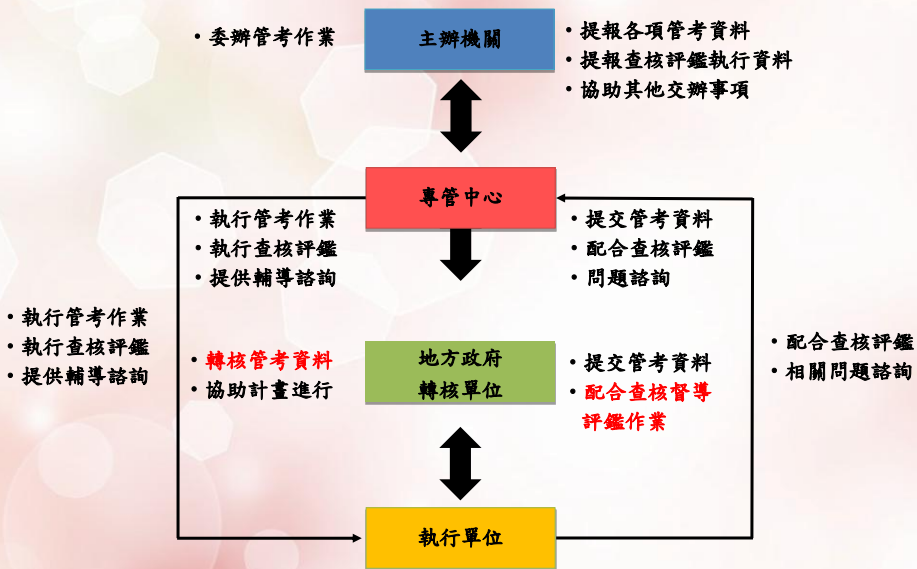 ・委辦管考作業
主辦機關
・提報各項管考資料
・提報查核評鑑執行資料
・協助其他交辦事項
專管中心
・執行管考作業
・執行查核評鑑
・提供輔導諮詢
・提交管考資料
・配合查核評鑑
・問題諮詢
・執行管考作業
・執行查核評鑑
・提供輔導諮詢
・轉核管考資料
・協助計畫進行
地方政府
轉核單位
・提交管考資料
・配合查核督導
評鑑作業
・配合查核評鑑
・相關問題諮詢
執行單位